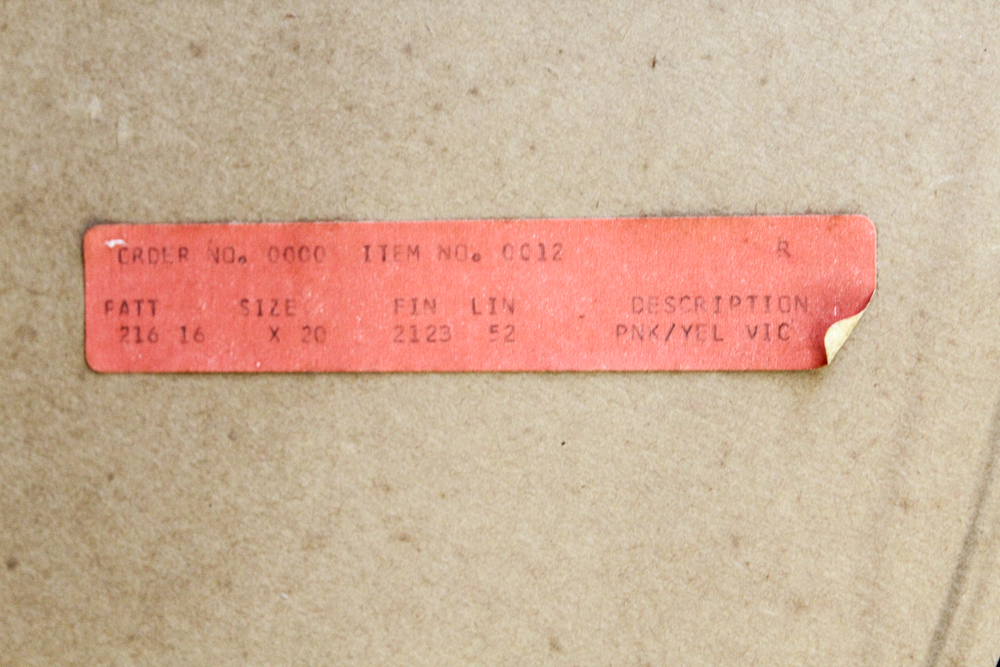 ORDER NO. 0000 ITEM NO. 0012 R
PATT SIZE FIN LIN DESCRIPTION
216 16 X 20 2123 52 PNK/YEL VIC